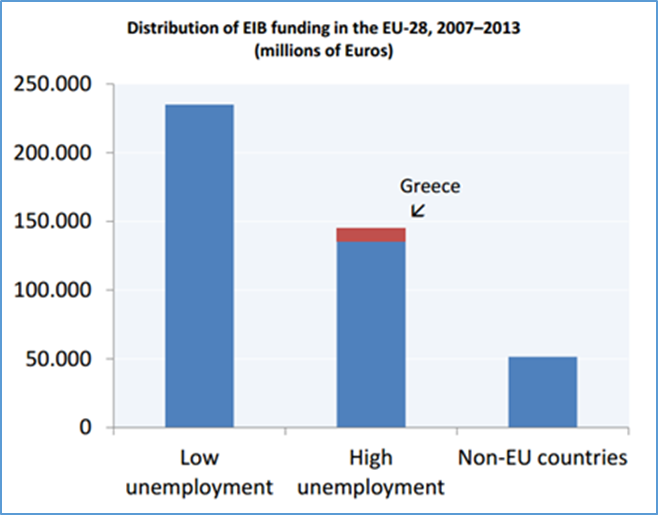 Distribution of EIB funding in the EU-28, 2007–2013
(millions of Euros)
250.000
200.000
150.000
100.000
50.000
0
Greece
Low
unemployment
High
unemployment
Non-EU countries